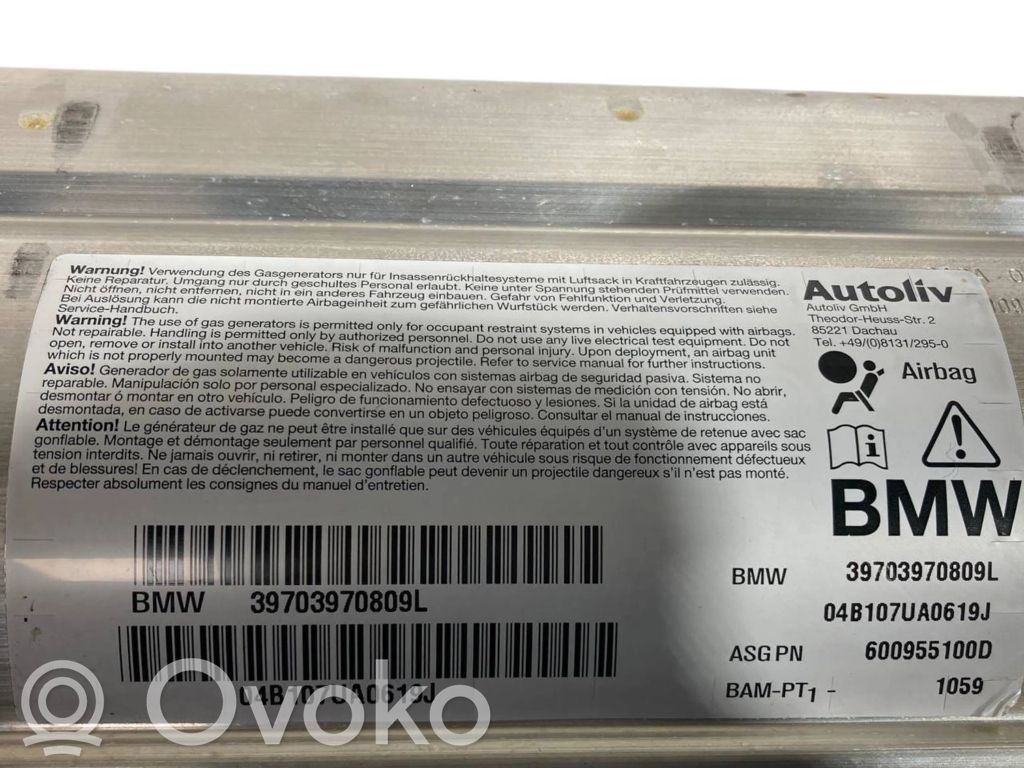 Warnung! Verwendung des Gasgenerators nur für Insassenrückhaltesysteme mit Luftsack in Kraftfahrzeugen zulässig.
Keine Reparatur. Umgang nur durch geschultes Personal erlaubt. Keine unter Spannung stehenden Prüfmittel verwenden.
Nicht öffnen, nicht entfernen, nicht in ein anderes Fahrzeug einbauen. Gefahr von Fehlfunktion und Verletzung.
Bei Auslösung kann die nicht montierte Airbageinheit zum gefährlichen Wurfstück werden. Verhaltensvorschriften siehe
Service-Handbuch.
Warning! The use of gas generators is permitted only for occupant restraint systems in vehicles equipped with airbags.
Not repairable. Handling is permitted only by authorized personnel. Do not use any live electrical test equipment. Do not
open, remove or install into another vehicle. Risk of malfunction and personal injury. Upon deployment, an airbag unit
which is not properly mounted may become a dangerous projectile. Refer to service manual for further instructions.
Aviso! Generador de gas solamente utilizable en vehículos con sistemas airbag de seguridad pasiva. Sistema no
reparable. Manipulación solo por personal especializado. No ensayar con sistemas de medición con tensión. No abrir,
desmontar ó montar en otro vehículo. Peligro de funcionamiento defectuoso y lesiones. Si la unidad de airbag está
desmontada, en caso de activarse puede convertirse en un objeto peligroso. Consultar el manual de instrucciones.
Attention! Le générateur de gaz ne peut être installé que sur des véhicules équipés d'un système de retenue avec sac
gonflable. Montage et démontage seulement par personnel qualifié. Toute réparation et tout contrôle avec appareils sous
tension interdits. Ne jamais ouvrir, ni retirer, ni monter dans un autre véhicule sous risque de fonctionnement défectueux
et de blessures! En cas de déclenchement, le sac gonflable peut devenir un projectile dangereux s'il n'est pas monté.
Respecter absolument les consignes du manuel d'entretien.
Autoliv
Autoliv GmbH
Theodor-Heuss-Str. 2
85221 Dachau
Tel. +49/(0)8131/295-0
Airbag
BMW
BMW 39703970809L
04B107UA0619J
ASG PN 600955100D
BAM-PT1 - 1059
BMW 39703970809L
04B107UA0619J
Ovoko